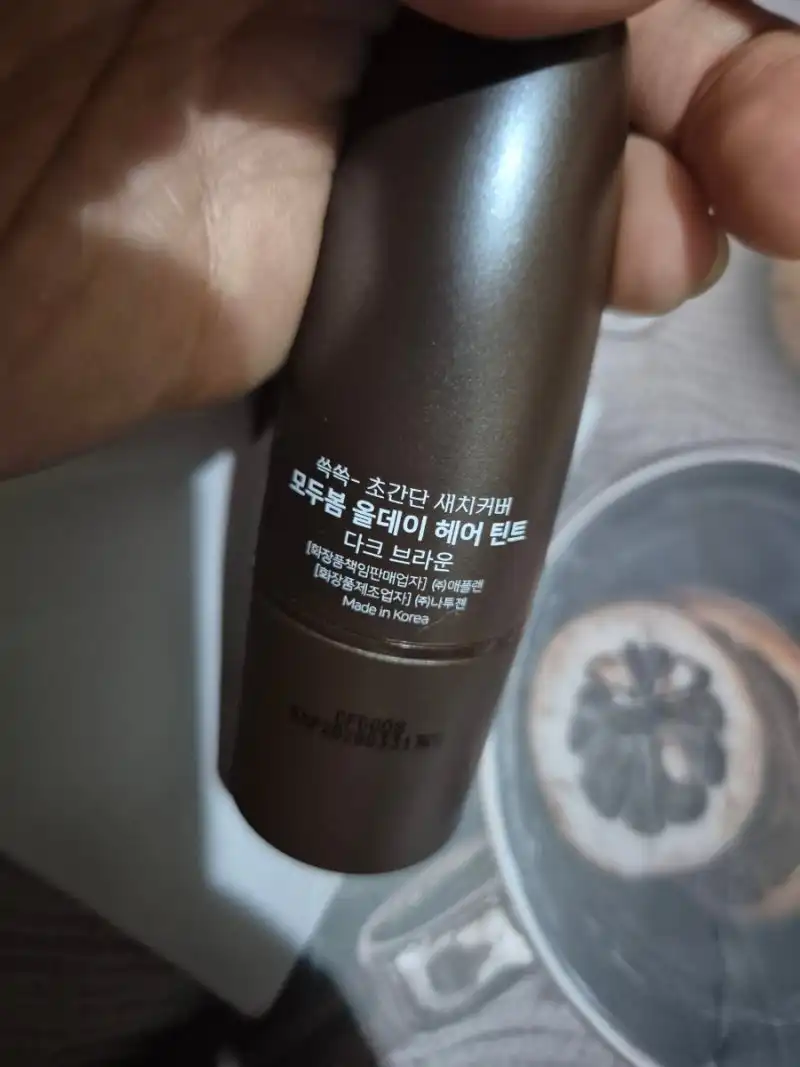 쓱쓱- 초간단 새치커버
모두봄 올데이 헤어 틴트
다크 브라운
[화장품책임판매업자] ㈜애플렌
[화장품제조업자] ㈜나투젠
Made in Korea